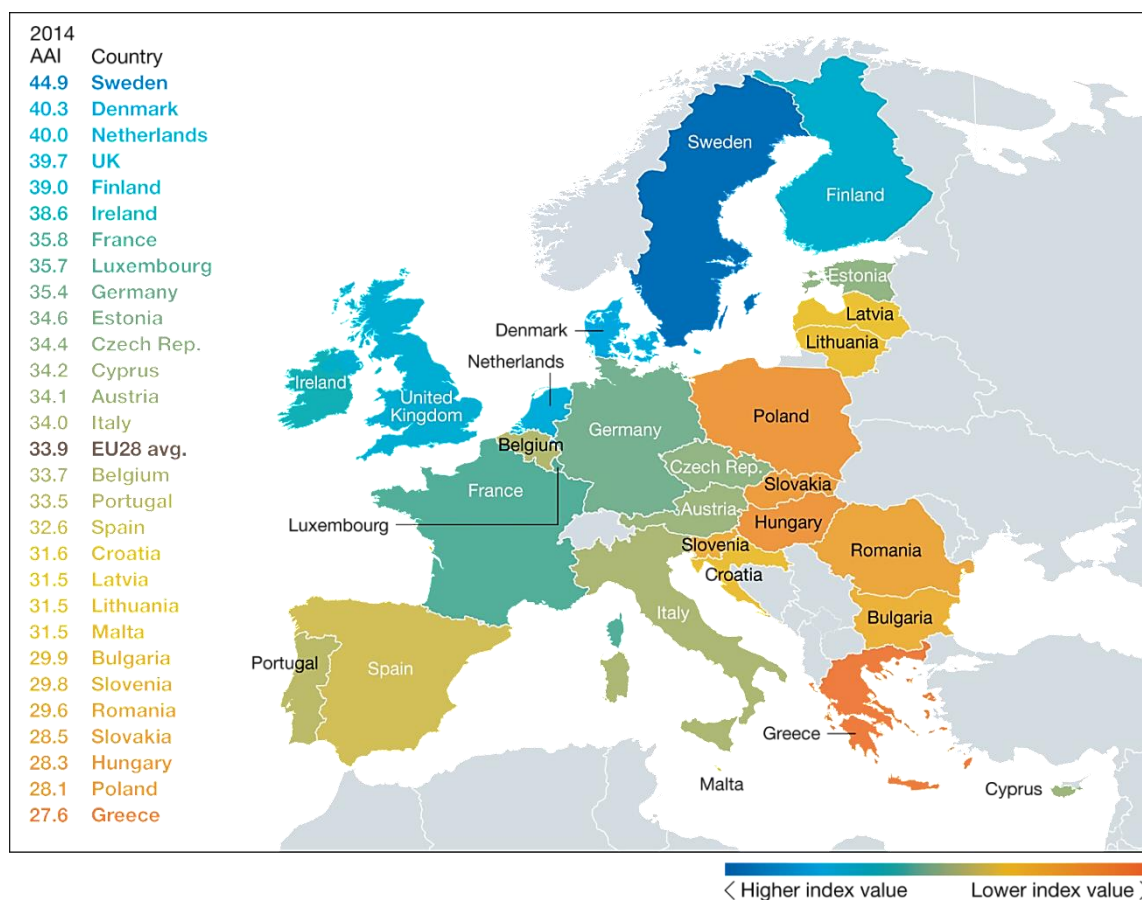 2014
AAI Country
44.9 Sweden
40.3 Denmark
40.0 Netherlands
39.7 UK
39.0 Finland
38.6 Ireland
35.8 France
35.7 Luxembourg
35.4 Germany
34.6 Estonia
34.4 Czech Rep.
34.2 Cyprus
34.1 Austria
34.0 Italy
33.9 EU28 avg.
33.7 Belgium
33.5 Portugal
32.6 Spain
31.6 Croatia
31.5 Latvia
31.5 Lithuania
31.5 Malta
29.9 Bulgaria
29.8 Slovenia
29.6 Romania
28.5 Slovakia
28.3 Hungary
28.1 Poland
27.6 Greece
Sweden
Finland
Estonia
Latvia
Denmark
Lithuania
Netherlands
Ireland
United
Kingdom
Poland
Germany
Belgium
Czech Rep.
France
Slovakia
Austria
Luxembourg
Hungary
Slovenia
Romania
Croatia
Italy
Bulgaria
Portugal
Spain
Greece
Malta
Cyprus
< Higher index value
Lower index value >